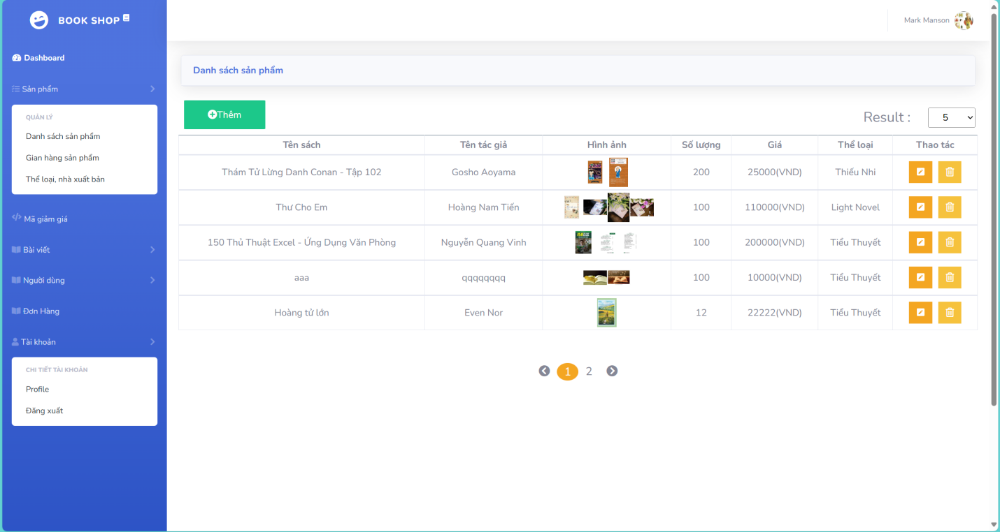 BOOK SHOP
Mark Manson
Dashboard
Sản phẩm
QUẢN LÝ
Danh sách sản phẩm
Gian hàng sản phẩm
Thể loại, nhà xuất bản
Mã giảm giá
Bài viết
Người dùng
Đơn Hàng
Tài khoản
CHI TIẾT TÀI KHOẢN
Profile
Đăng xuất
Danh sách sản phẩm
Thêm
Result : 5
Tên sách Tên tác giả Hình ảnh Số lượng Giá Thể loại Thao tác
Thám Tử Lừng Danh Conan - Tập 102 Gosho Aoyama 200 25000(VND) Thiếu Nhi
Thư Cho Em Hoàng Nam Tiến 100 110000(VND) Light Novel
150 Thủ Thuật Excel - Ứng Dụng Văn Phòng Nguyễn Quang Vinh 100 200000(VND) Tiểu Thuyết
aaa qqqqqqqq 100 10000(VND) Tiểu Thuyết
Hoàng tử lớn Even Nor 12 22222(VND) Tiểu Thuyết
1 2